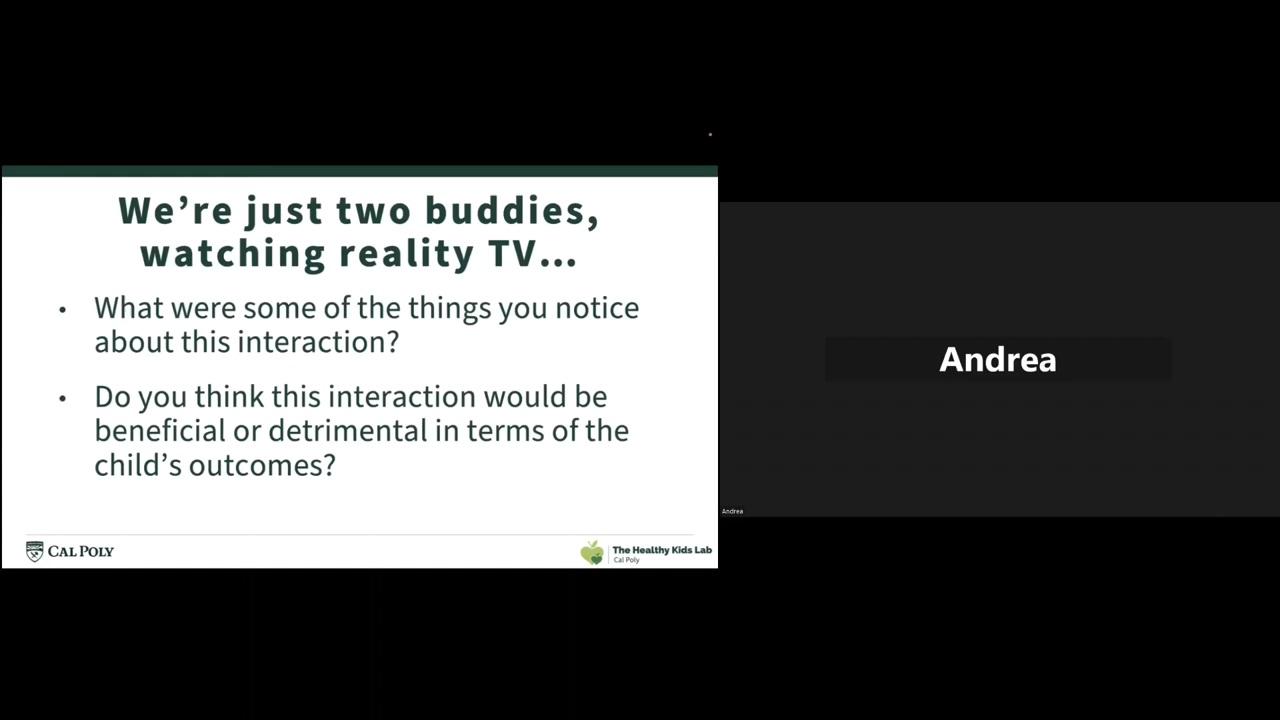 We’re just two buddies,
watching reality TV...
• What were some of the things you notice
about this interaction?
• Do you think this interaction would be
beneficial or detrimental in terms of the
child’s outcomes?
CAL POLY
The Healthy Kids Lab
Cal Poly
Andrea
Andrea